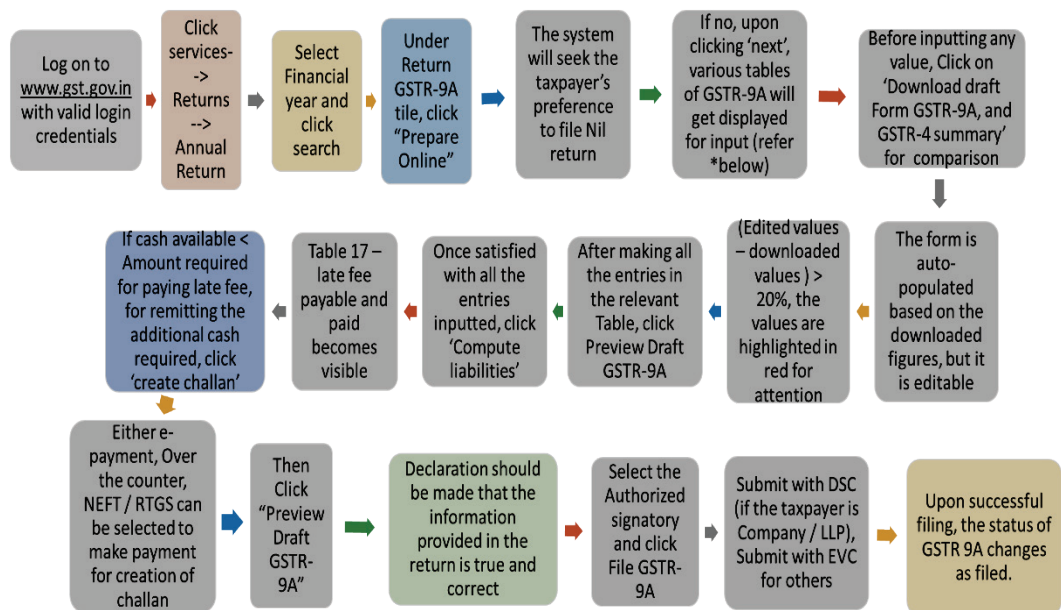 Log on to
www.gst.gov.in
with valid login
credentials
Click
services-
->
Returns
-->
Annual
Return
Select
Financial
year and
click
search
Under
Return
GSTR-9A
tile, click
“Prepare
Online”
The system
will seek the
taxpayer’s
preference
to file Nil
return
If no, upon
clicking ‘next’,
various tables
of GSTR-9A will
get displayed
for input (refer
*below)
Before inputting any
value, Click on
‘Download draft
Form GSTR-9A, and
GSTR-4 summary’
for comparison
The form is
auto-
populated
based on the
downloaded
figures, but it
is editable
(Edited values
– downloaded
values ) >
20%, the
values are
highlighted in
red for
attention
After making all
the entries in
the relevant
Table, click
Preview Draft
GSTR-9A
Once satisfied
with all the
entries
inputted, click
‘Compute
liabilities’
Table 17 –
late fee
payable and
paid
becomes
visible
If cash available <
Amount required
for paying late fee,
for remitting the
additional cash
required, click
‘create challan’
Either e-
payment, Over
the counter,
NEFT / RTGS can
be selected to
make payment
for creation of
challan
Then
Click
“Preview
Draft
GSTR-
9A”
Declaration should
be made that the
information
provided in the
return is true and
correct
Select the
Authorized
signatory
and click
File GSTR-
9A
Submit with DSC
(if the taxpayer is
Company / LLP),
Submit with EVC
for others
Upon successful
filing, the status of
GSTR 9A changes
as filed.